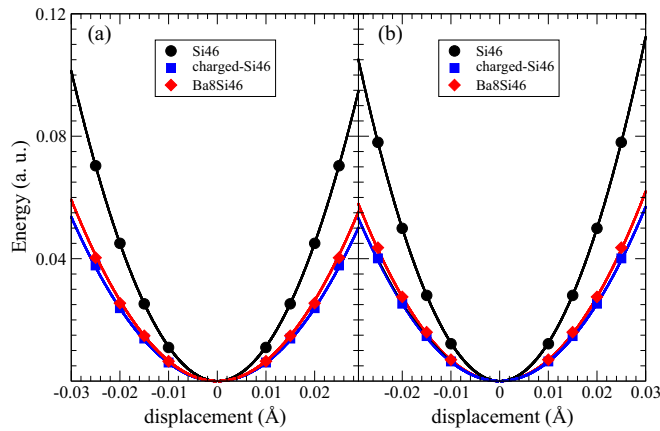 (a)
Si46
charged-Si46
Ba8Si46
(b)
Si46
charged-Si46
Ba8Si46
0.12
0.08
0.04
Energy (a. u.)
-0.03 -0.02 -0.01 0 0.01 0.02
-0.02 -0.01 0 0.01 0.02 0.03
displacement (Å)
displacement (Å)